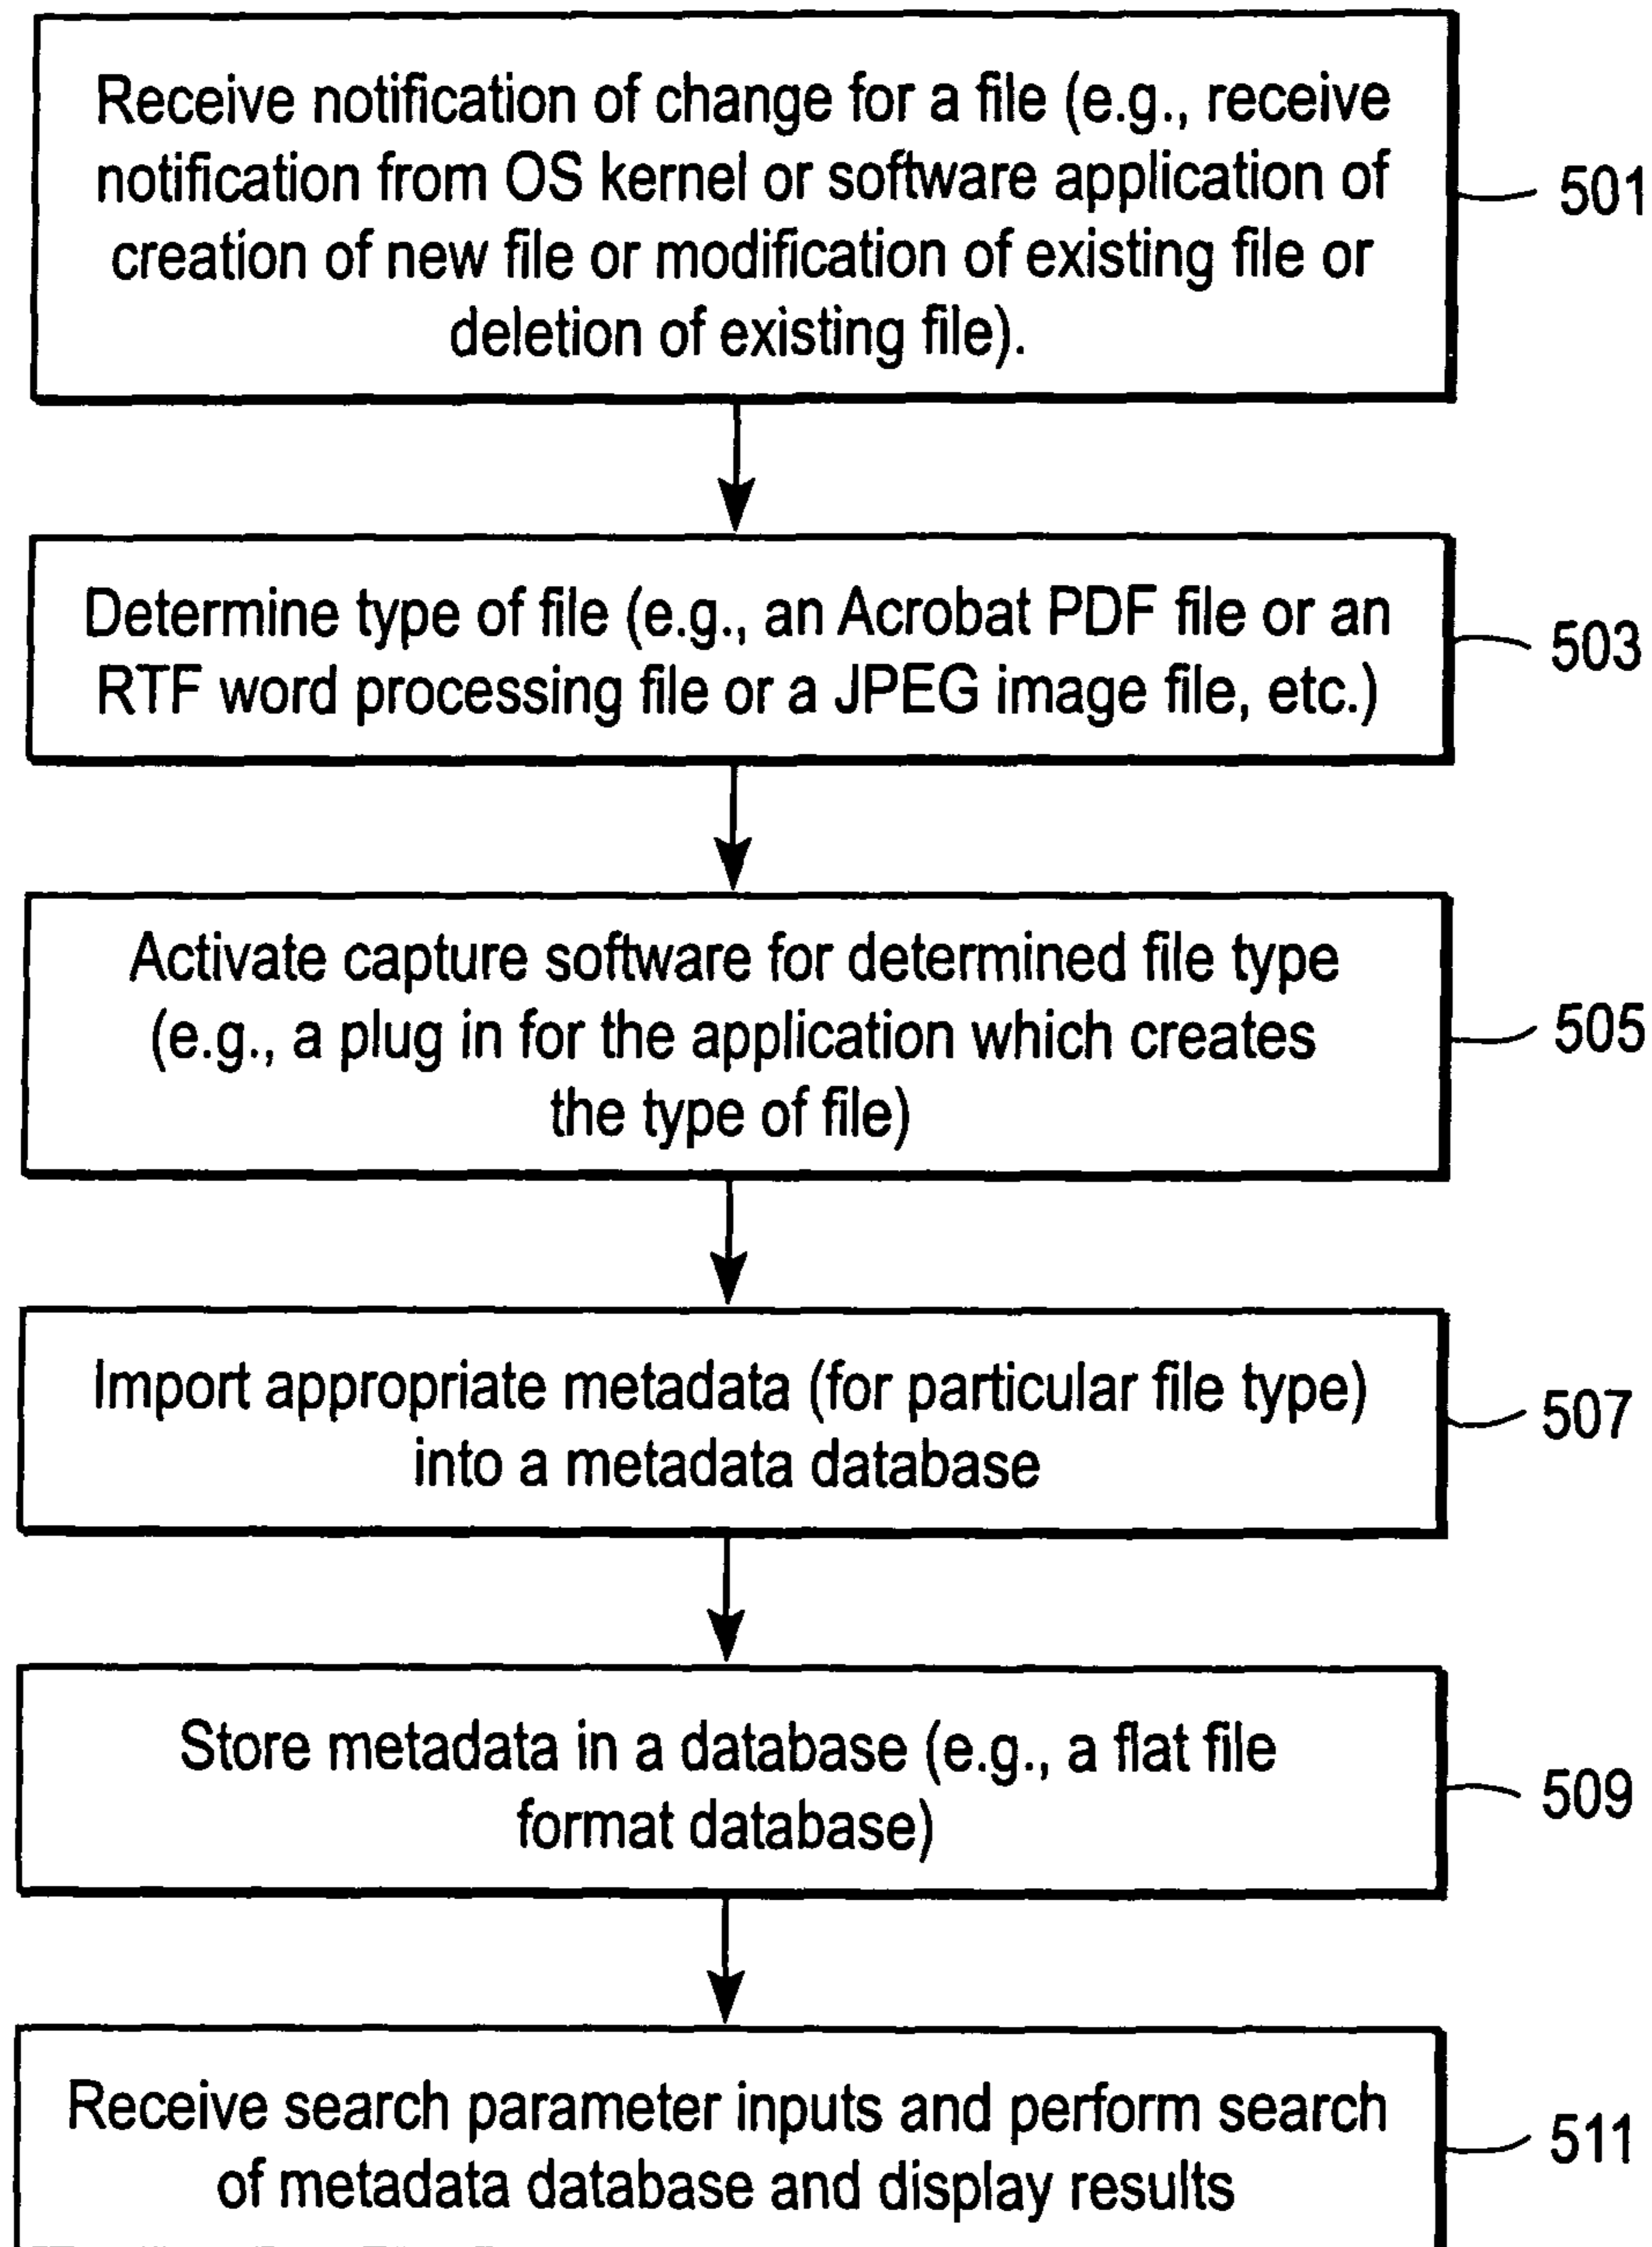 Receive notification of change for a file (e.g., receive
notification from OS kernel or software application of
creation of new file or modification of existing file or
deletion of existing file).
501
Determine type of file (e.g., an Acrobat PDF file or an
RTF word processing file or a JPEG image file, etc.)
503
Activate capture software for determined file type
(e.g., a plug in for the application which creates
the type of file)
505
Import appropriate metadata (for particular file type)
into a metadata database
507
Store metadata in a database (e.g., a flat file
format database)
509
Receive search parameter inputs and perform search
of metadata database and display results
511